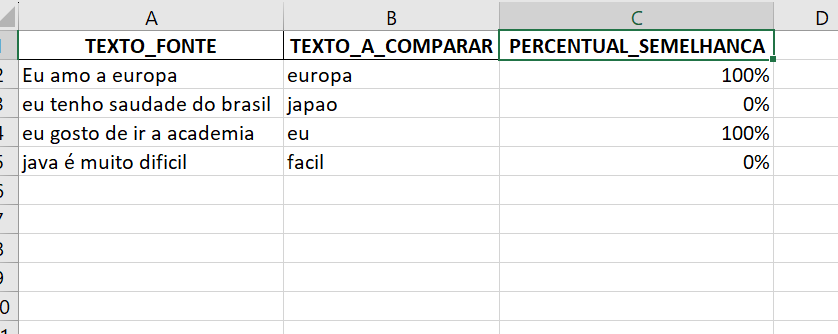 A B C D
1 TEXTO_FONTE TEXTO_A_COMPARAR PERCENTUAL_SEMELHANCA
2 Eu amo a europa europa 100%
3 eu tenho saudade do brasil japao 0%
4 eu gosto de ir a academia eu 100%
5 java é muito dificil facil 0%
6
7
8
9
0